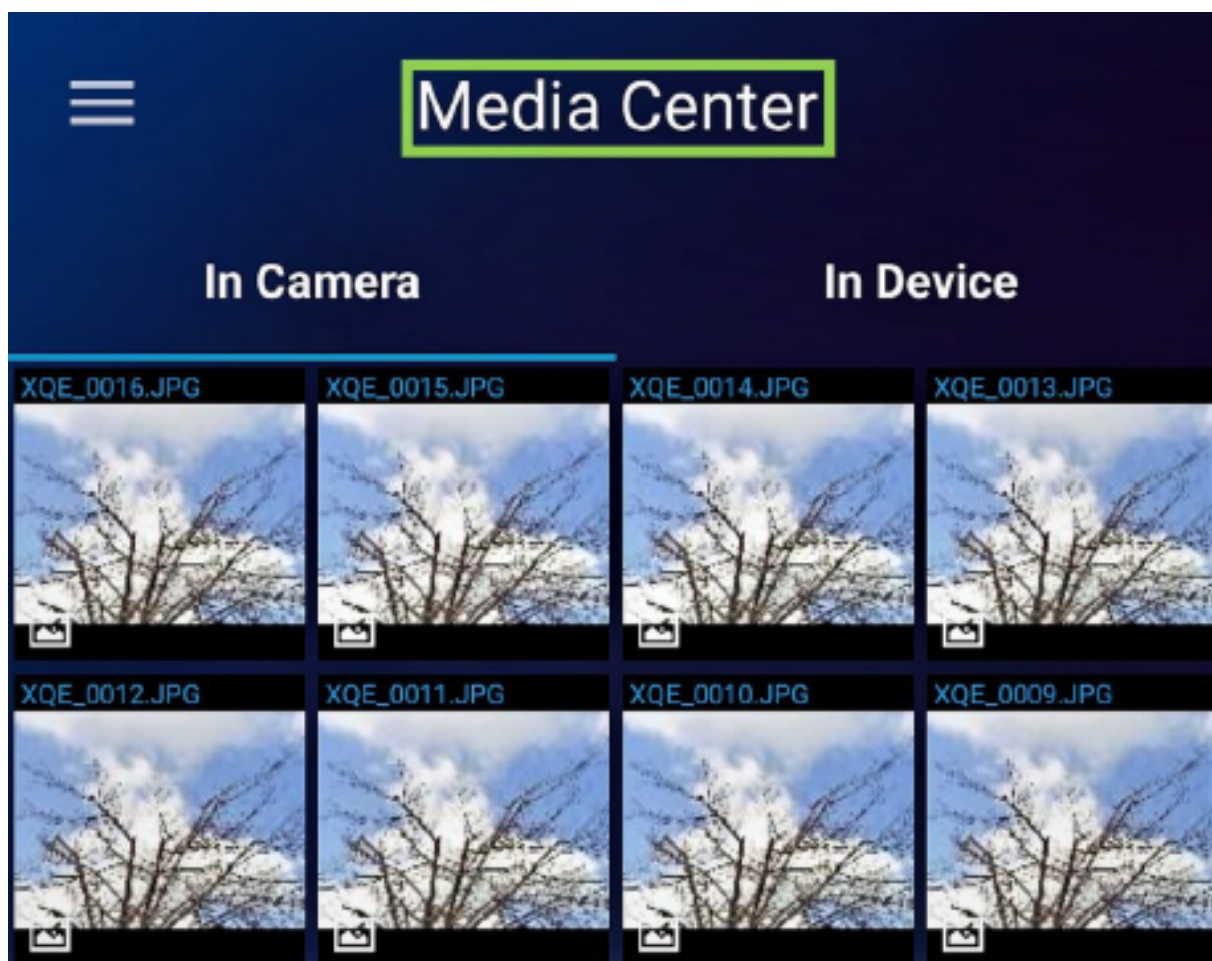 Media Center
In Camera In Device
XQE_0016.JPG XQE_0015.JPG XQE_0014.JPG XQE_0013.JPG
XQE_0012.JPG XQE_0011.JPG XQE_0010.JPG XQE_0009.JPG